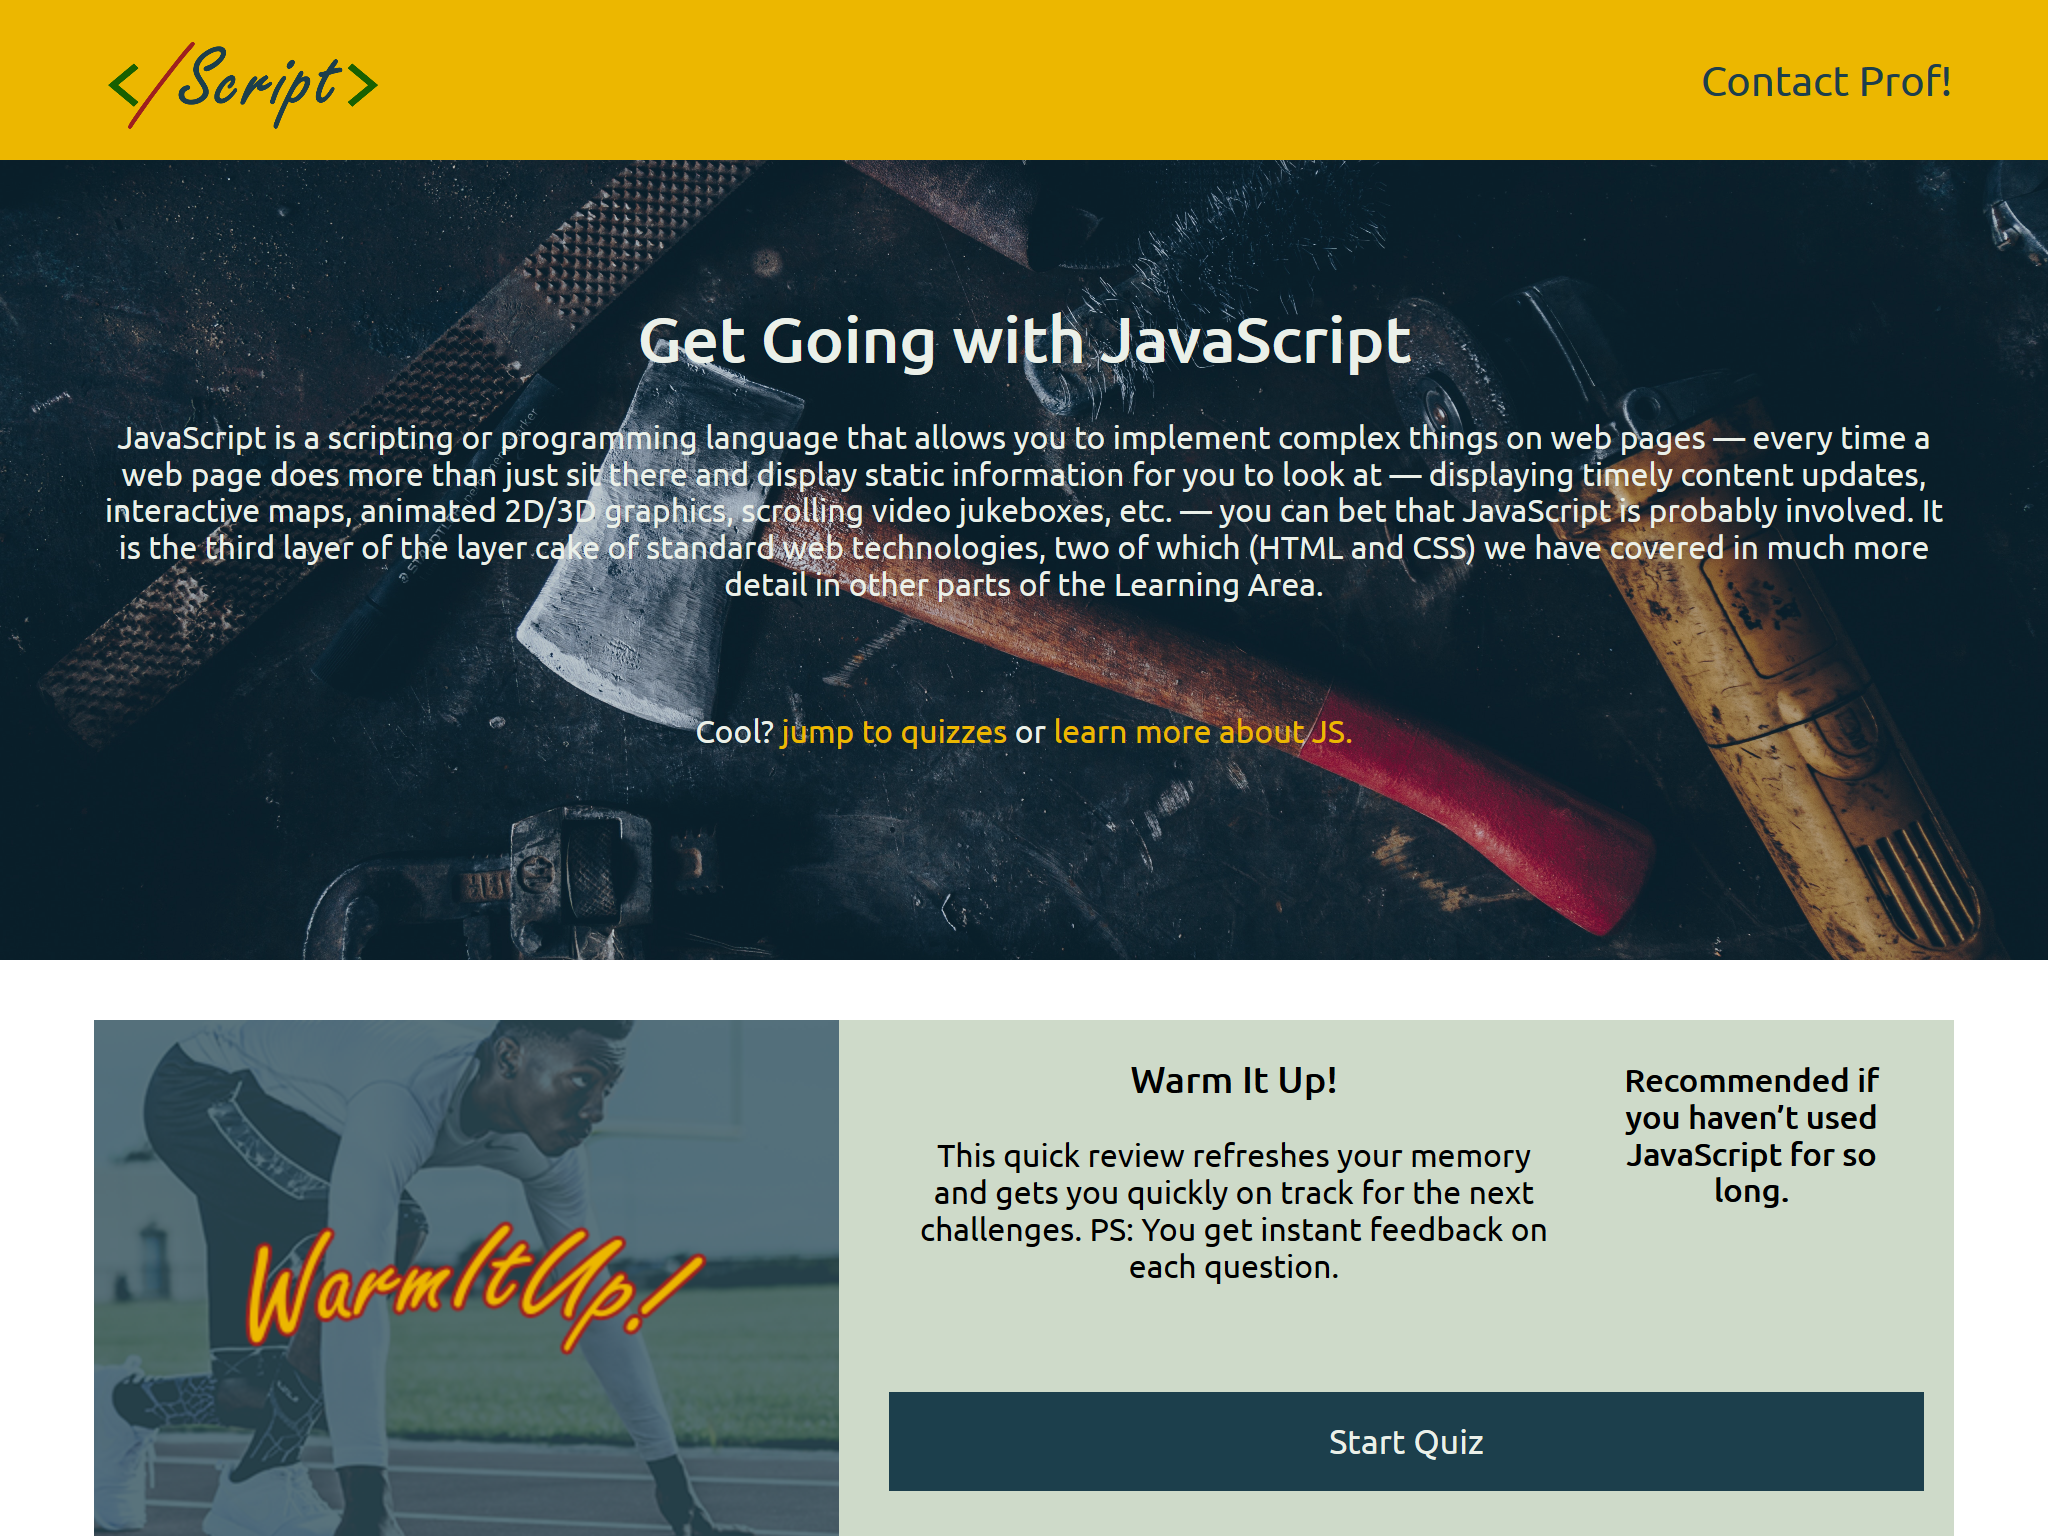 </Script>
Contact Prof!
Get Going with JavaScript
JavaScript is a scripting or programming language that allows you to implement complex things on web pages — every time a
web page does more than just sit there and display static information for you to look at — displaying timely content updates,
interactive maps, animated 2D/3D graphics, scrolling video jukeboxes, etc. — you can bet that JavaScript is probably involved. It
is the third layer of the layer cake of standard web technologies, two of which (HTML and CSS) we have covered in much more
detail in other parts of the Learning Area.
Cool? jump to quizzes or learn more about JS.
WarmItUp!
Warm It Up!
This quick review refreshes your memory
and gets you quickly on track for the next
challenges. PS: You get instant feedback on
each question.
Recommended if
you haven’t used
JavaScript for so
long.
Start Quiz